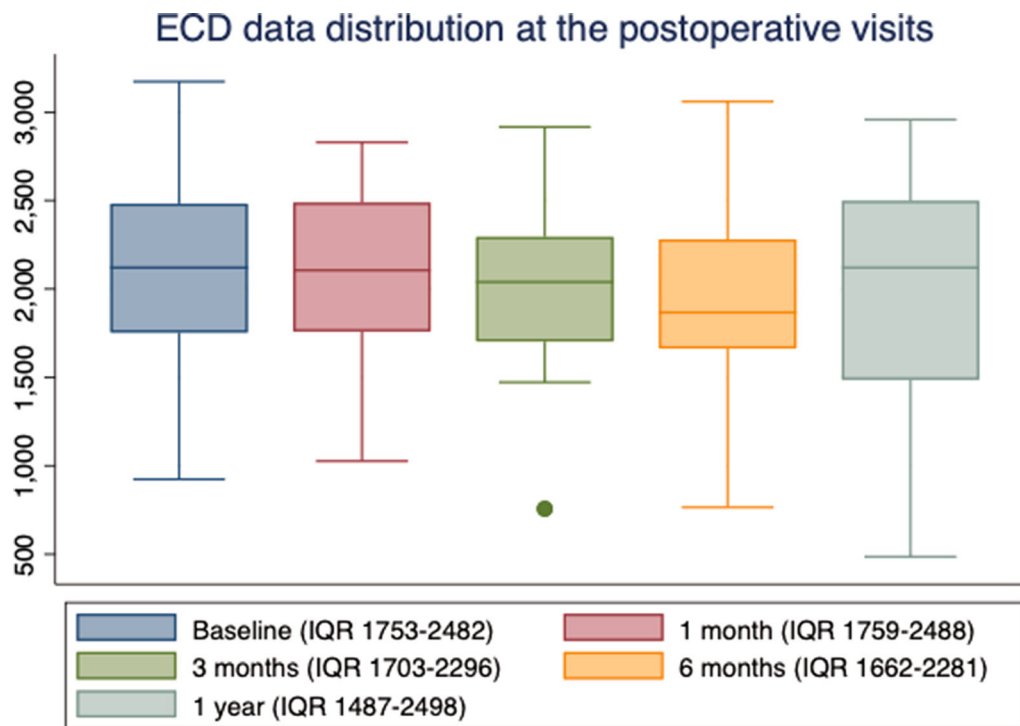 ECD data distribution at the postoperative visits
3,000
2,500
2,000
1,500
1,000
500
Baseline (IQR 1753-2482)
1 month (IQR 1759-2488)
3 months (IQR 1703-2296)
6 months (IQR 1662-2281)
1 year (IQR 1487-2498)